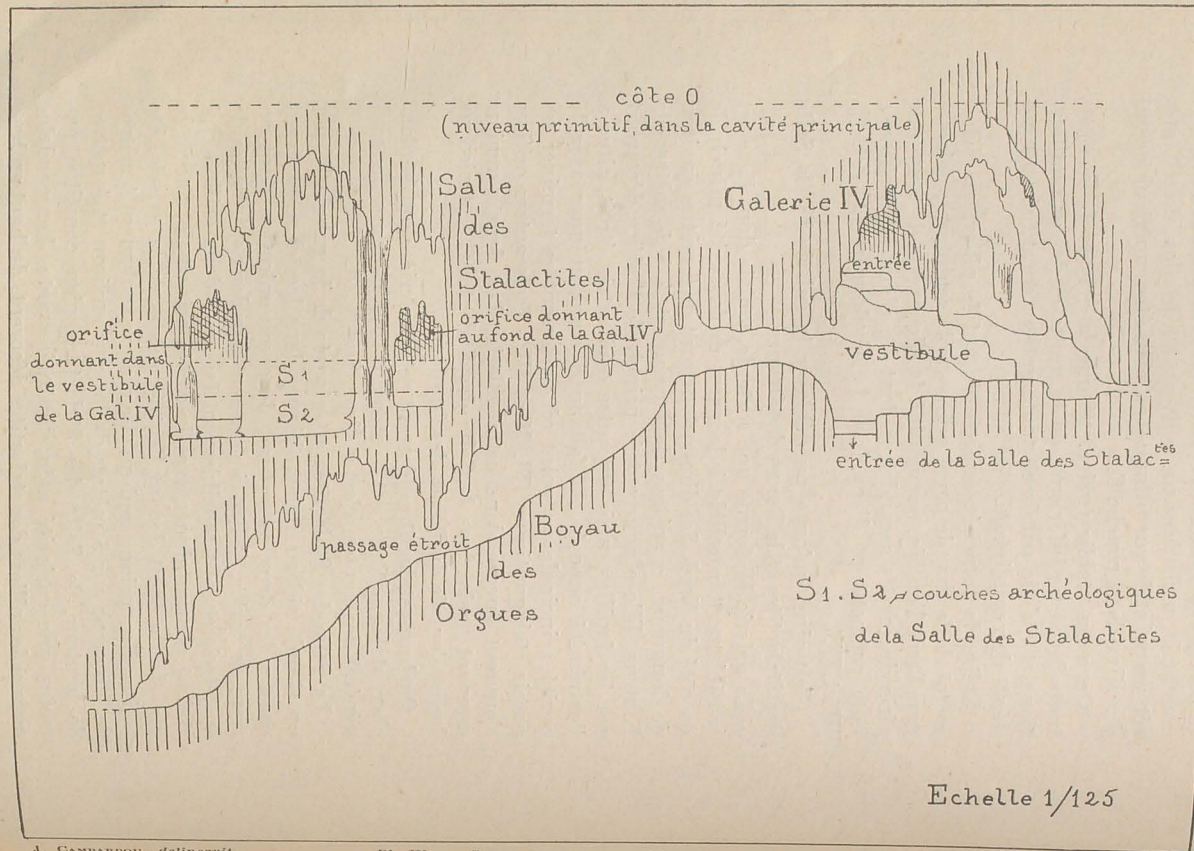 côte 0
(niveau primitif, dans la cavité principale)
Salle
des
Stalactites
Galerie IV
entrée
orifice
donnant dans
le vestibule
de la Gal. IV
S1
S2
orifice donnant
au fond de la Gal. IV
vestibule
entrée de la Salle des Stalactes
passage étroit
Boyau
des
Orgues
S1. S2, couches archéologiques
de la Salle des Stalactites
Echelle 1/125